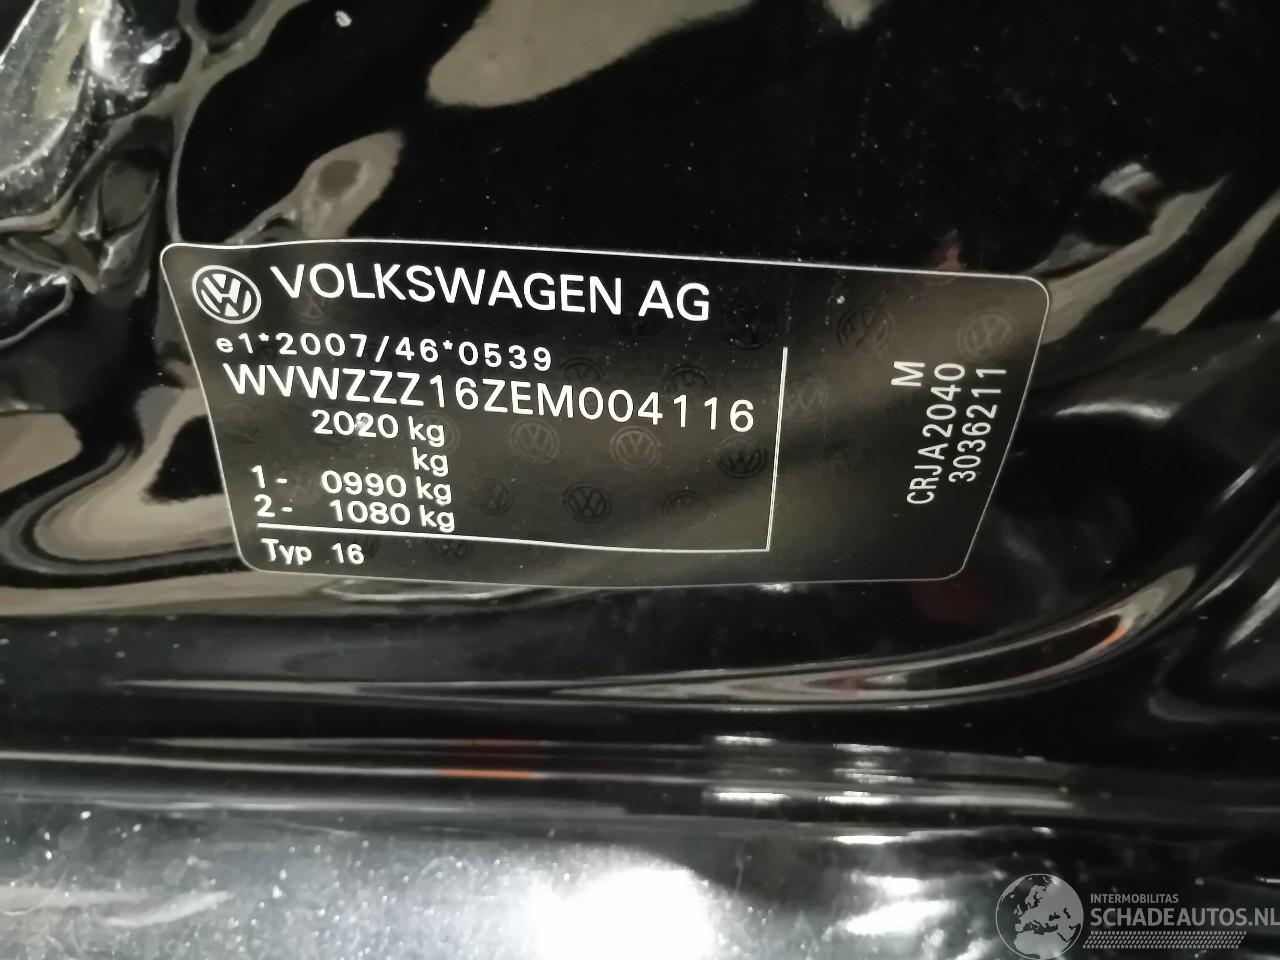 VOLKSWAGEN AG
e1*2007/46*0539
WVWZZZ16ZEM004116
2020 kg
kg
1- 0990 kg
2- 1080 kg
Typ 16
M
CRJA2040
3036211
INTERMOBILITAS
SCHADEAUTOS.NL